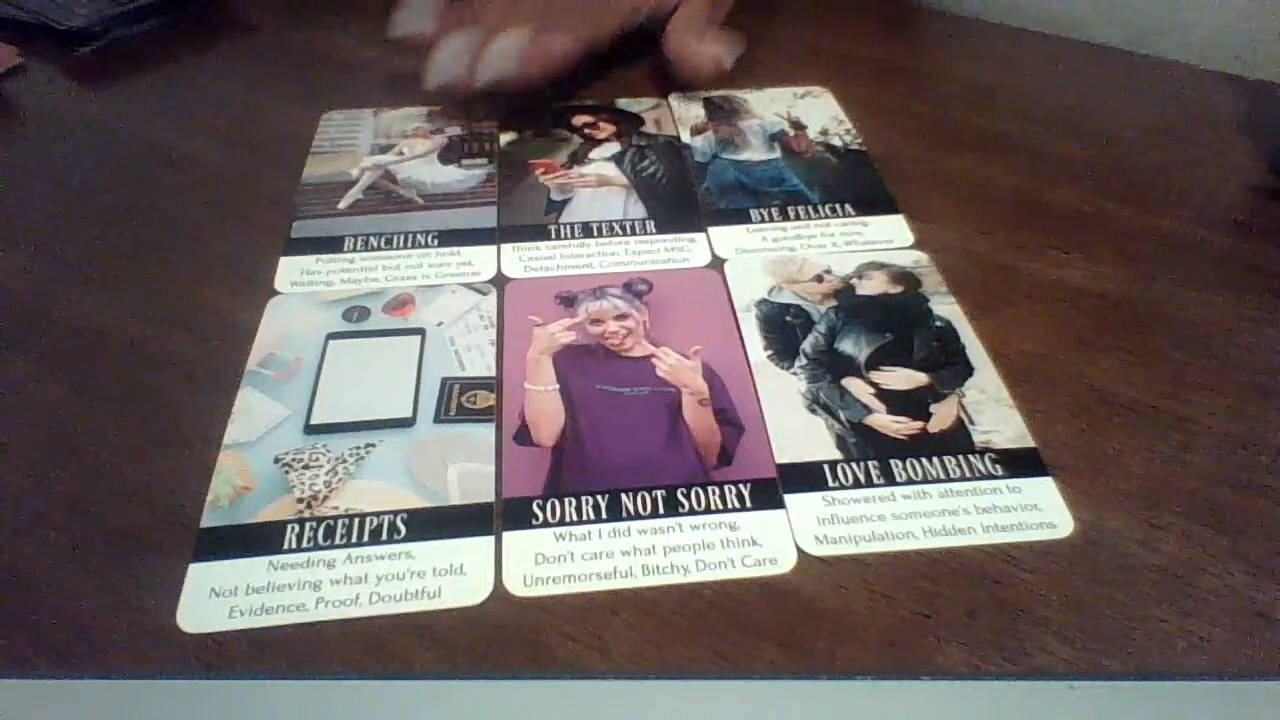 BENCHING
Putting someone on hold,
Has potential but not sure yet,
Waiting, Maybe, Grass is Greener
THE TEXTER
Think carefully before responding,
Casual Interaction, Expect MSG,
Detachment, Communication
BYE FELICIA
Leaving and not caring,
A goodbye for now,
Dismissing, Over it, Whatever
RECEIPTS
Needing Answers,
Not believing what you're told,
Evidence, Proof, Doubtful
SORRY NOT SORRY
What I did wasn't wrong,
Don't care what people think,
Unremorseful, Bitchy, Don't Care
LOVE BOMBING
Showered with attention to
influence someone's behavior,
Manipulation, Hidden Intentions